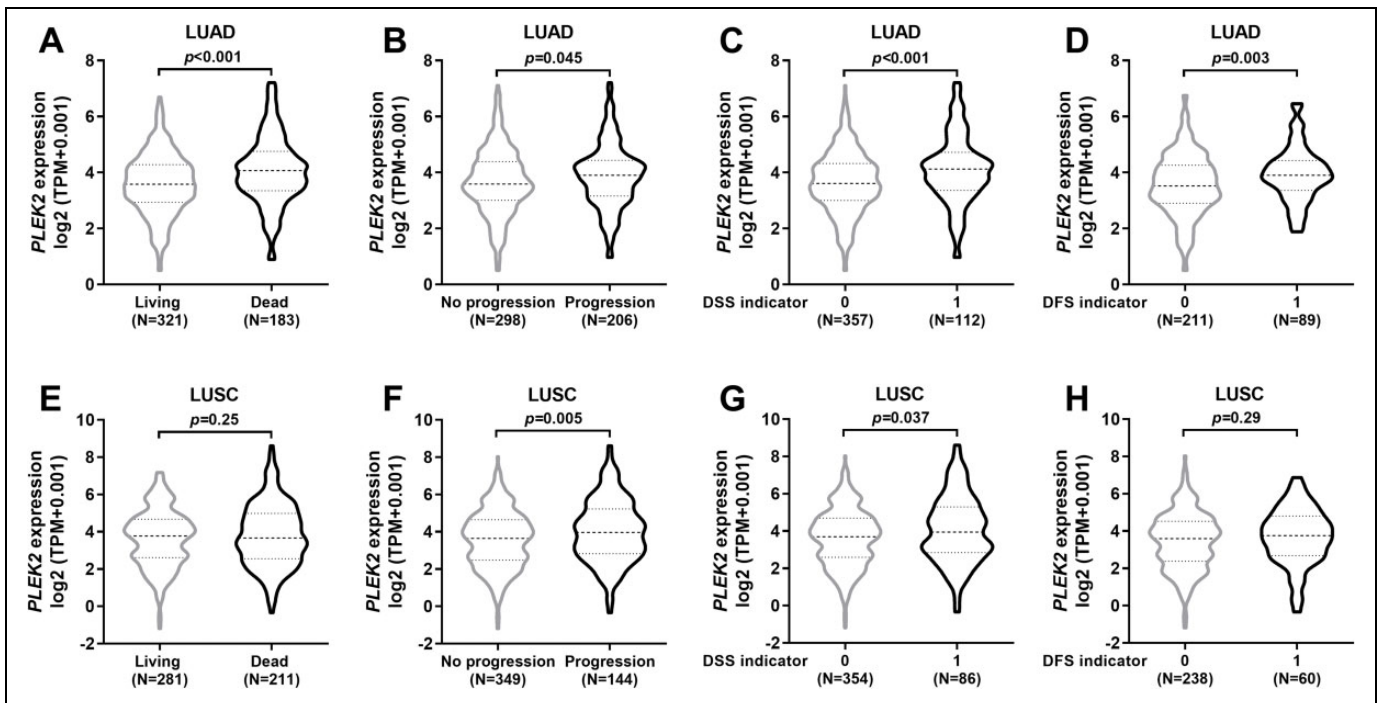 A
LUAD
p<0.001
PLEK2 expression
log2 (TPM+0.001)
8
6
4
2
0
Living
(N=321)
Dead
(N=183)
B
LUAD
p=0.045
PLEK2 expression
log2 (TPM+0.001)
8
6
4
2
0
No progression
(N=298)
Progression
(N=206)
C
LUAD
p<0.001
PLEK2 expression
log2 (TPM+0.001)
8
6
4
2
0
DSS indicator
0
(N=357)
1
(N=112)
D
LUAD
p=0.003
PLEK2 expression
log2 (TPM+0.001)
8
6
4
2
0
DFS indicator
0
(N=211)
1
(N=89)
E
LUSC
p=0.25
PLEK2 expression
log2 (TPM+0.001)
10
8
6
4
2
0
-2
Living
(N=281)
Dead
(N=211)
F
LUSC
p=0.005
PLEK2 expression
log2 (TPM+0.001)
10
8
6
4
2
0
-2
No progression
(N=349)
Progression
(N=144)
G
LUSC
p=0.037
PLEK2 expression
log2 (TPM+0.001)
10
8
6
4
2
0
-2
DSS indicator
0
(N=354)
1
(N=86)
H
LUSC
p=0.29
PLEK2 expression
log2 (TPM+0.001)
10
8
6
4
2
0
-2
DFS indicator
0
(N=238)
1
(N=60)